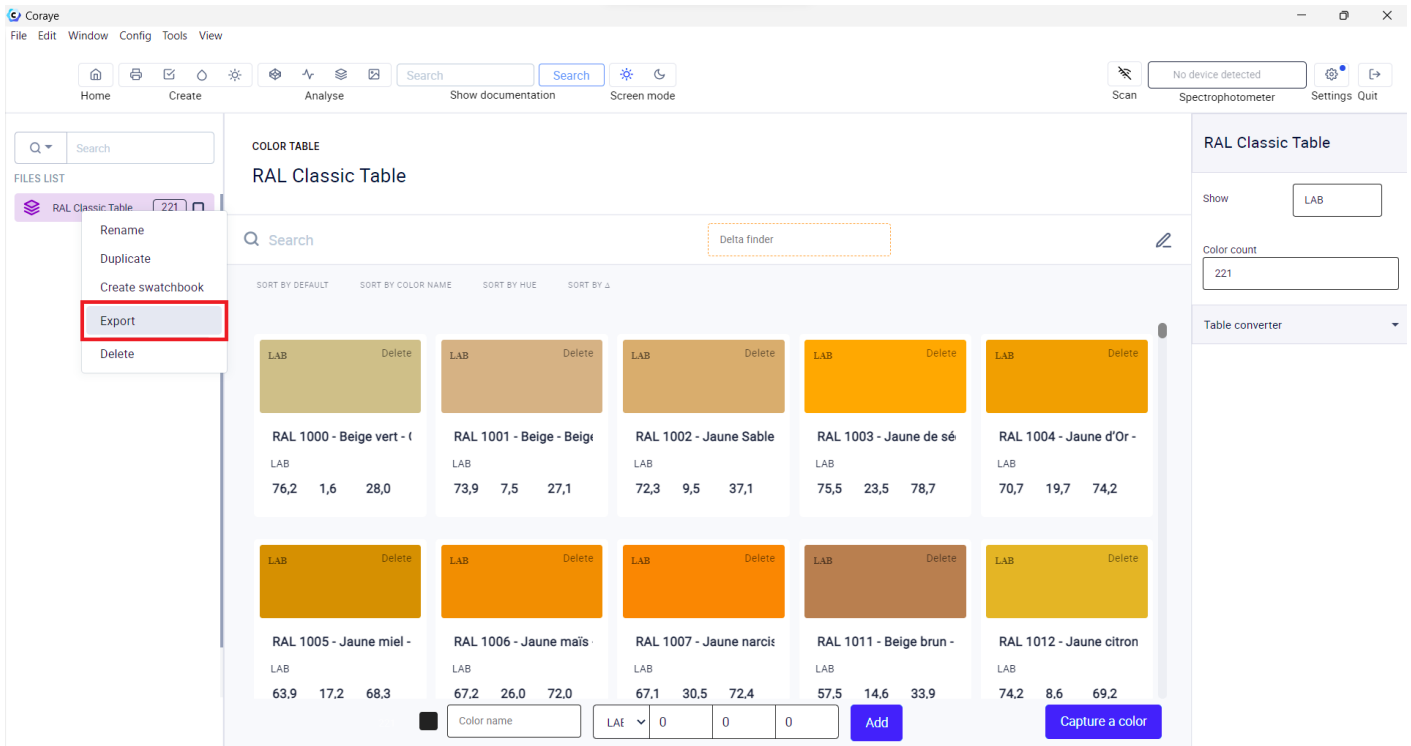 Coraye
File Edit Window Config Tools View
Search Search No device detected
Home Create Analyse Show documentation Screen mode Scan Spectrophotometer Settings Quit
Search
FILES LIST
RAL Classic Table 221
Rename
Duplicate
Create swatchbook
Export
Delete
COLOR TABLE
RAL Classic Table
Search Delta finder
SORT BY DEFAULT SORT BY COLOR NAME SORT BY HUE SORT BY Δ
LAB Delete LAB Delete LAB Delete LAB Delete LAB Delete
RAL 1000 - Beige vert - ( RAL 1001 - Beige - Beige RAL 1002 - Jaune Sable RAL 1003 - Jaune de sé RAL 1004 - Jaune d’Or -
LAB LAB LAB LAB LAB
76,2 1,6 28,0 73,9 7,5 27,1 72,3 9,5 37,1 75,5 23,5 78,7 70,7 19,7 74,2
LAB Delete LAB Delete LAB Delete LAB Delete LAB Delete
RAL 1005 - Jaune miel - RAL 1006 - Jaune maïs - RAL 1007 - Jaune narcis RAL 1011 - Beige brun - RAL 1012 - Jaune citron
LAB LAB LAB LAB LAB
63,9 17,2 68,3 67,2 26,0 72,0 67,1 30,5 72,4 57,5 14,6 33,9 74,2 8,6 69,2
Color name LAB 0 0 0 Add Capture a color
RAL Classic Table
Show LAB
Color count
221
Table converter